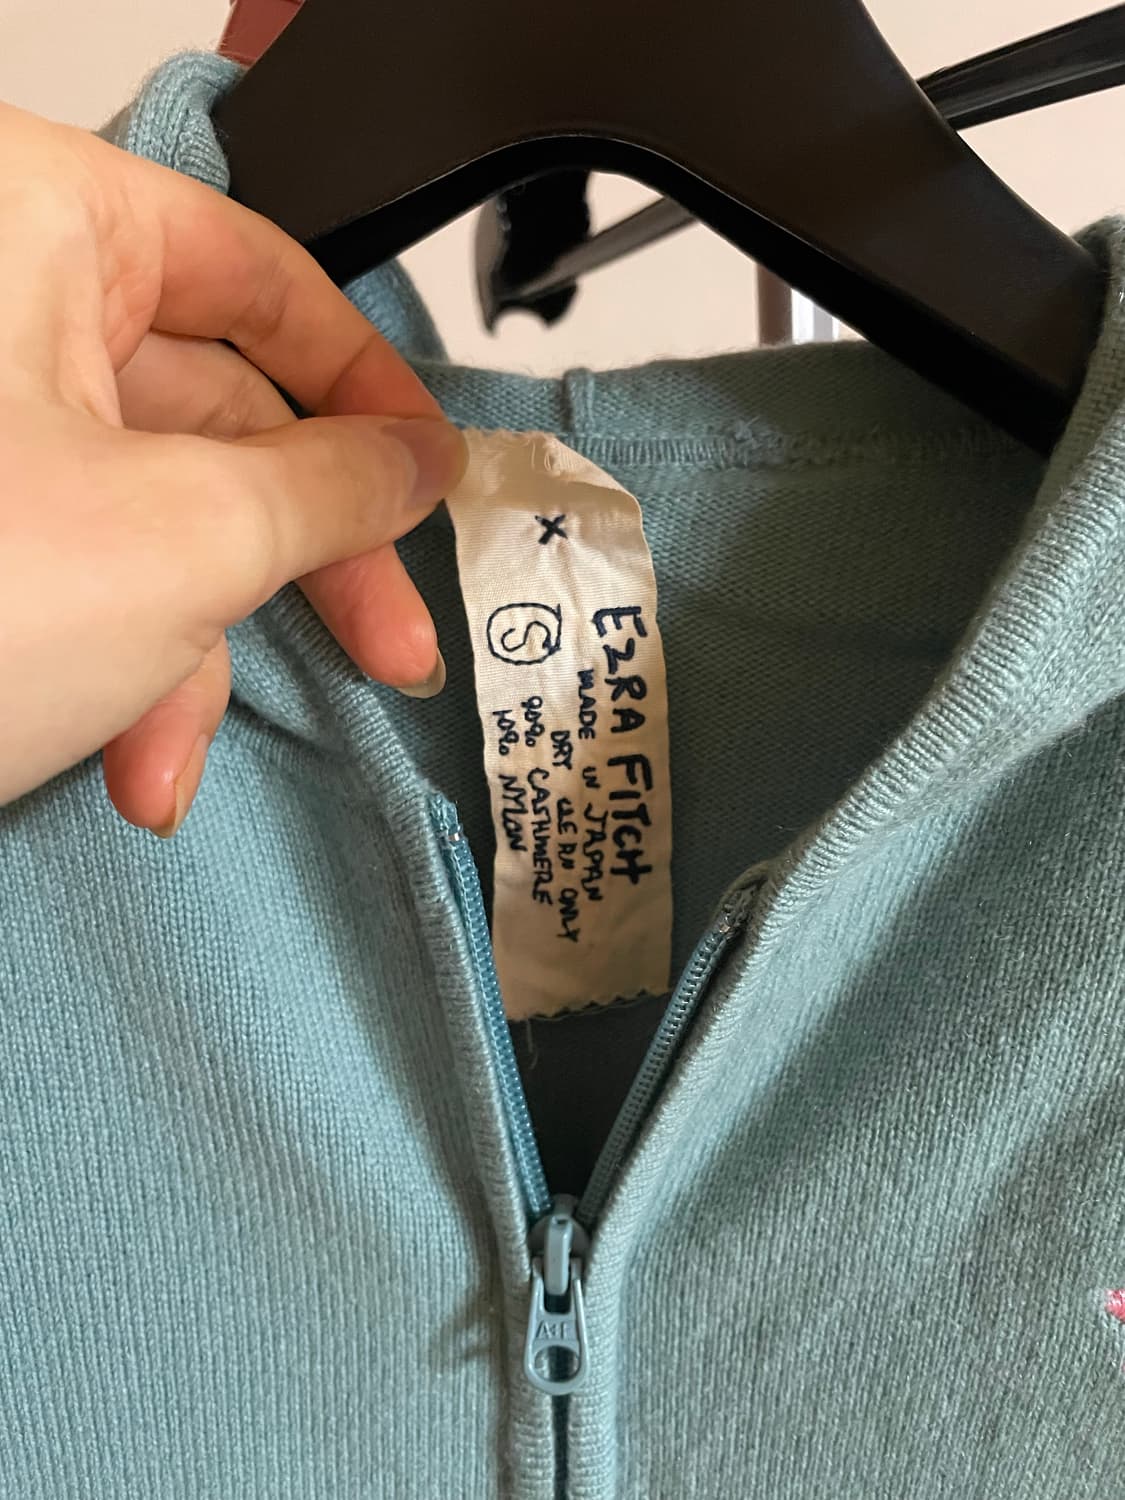 X
S
EZRA FITCH
MADE IN JAPAN
DRY CLEAN ONLY
90% CASHMERE
10% NYLON